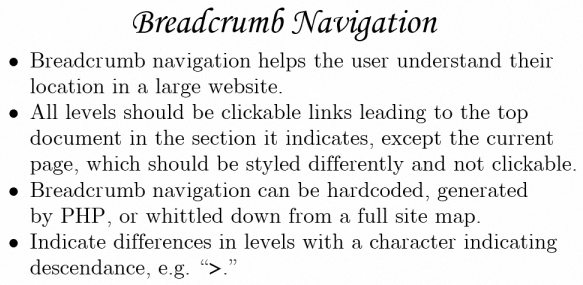 Breadcrumb Navigation
• Breadcrumb navigation helps the user understand their
location in a large website.
• All levels should be clickable links leading to the top
document in the section it indicates, except the current
page, which should be styled differently and not clickable.
• Breadcrumb navigation can be hardcoded, generated
by PHP, or whittled down from a full site map.
• Indicate differences in levels with a character indicating
descendance, e.g. “>.”